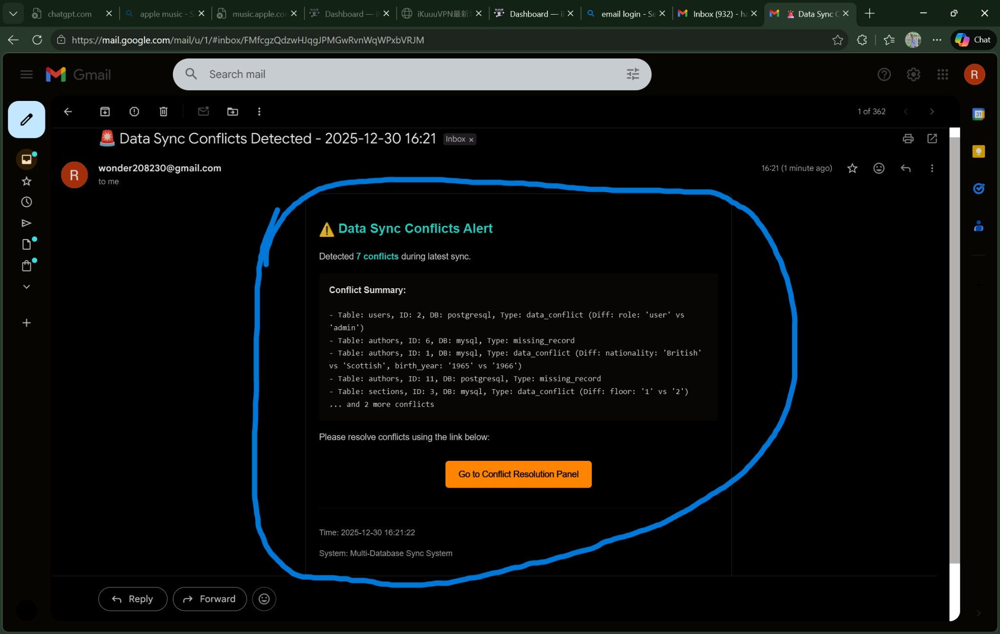 chatgpt.com
apple music - S
music.apple.co
Dashboard — i
iKuuuVPN最新
Dashboard — i
email login - Se
Inbox (932) - ha
Data Sync C
https://mail.google.com/mail/u/1/#inbox/FMfcgzQdzwHJqgJPMGwRvnWqWPxbVRJM
Chat
Gmail
Search mail
R
1 of 362
31
Data Sync Conflicts Detected - 2025-12-30 16:21
Inbox ×
R
wonder208230@gmail.com
16:21 (1 minute ago)
to me
Data Sync Conflicts Alert
Detected 7 conflicts during latest sync.
Conflict Summary:
- Table: users, ID: 2, DB: postgresql, Type: data_conflict (Diff: role: 'user' vs
'admin')
- Table: authors, ID: 6, DB: mysql, Type: missing_record
- Table: authors, ID: 1, DB: mysql, Type: data_conflict (Diff: nationality: 'British'
vs 'Scottish', birth_year: '1965' vs '1966')
- Table: authors, ID: 11, DB: postgresql, Type: missing_record
- Table: sections, ID: 3, DB: mysql, Type: data_conflict (Diff: floor: '1' vs '2')
... and 2 more conflicts
Please resolve conflicts using the link below:
Go to Conflict Resolution Panel
Time: 2025-12-30 16:21:22
System: Multi-Database Sync System
Reply
Forward